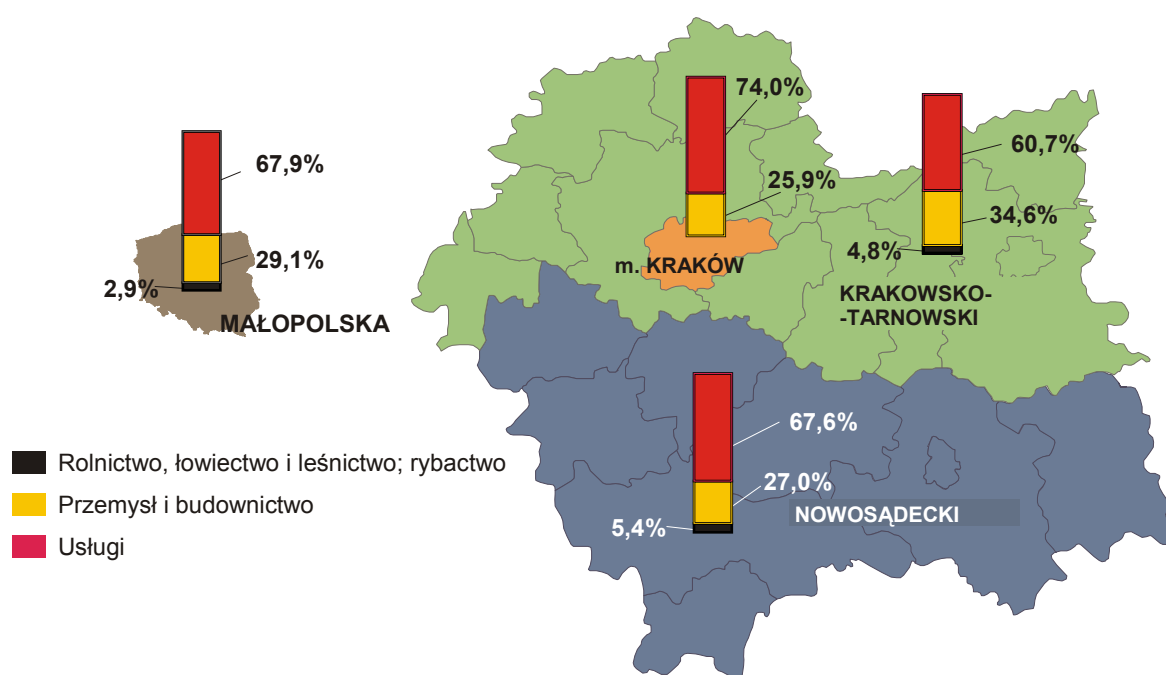 67,9%
29,1%
2,9%
MAŁOPOLSKA
74,0%
25,9%
m. KRAKÓW
60,7%
34,6%
4,8%
KRAKOWSKO-
-TARNOWSKI
67,6%
27,0%
5,4%
NOWOSĄDECKI
Rolnictwo, łowiectwo i leśnictwo; rybactwo
Przemysł i budownictwo
Usługi